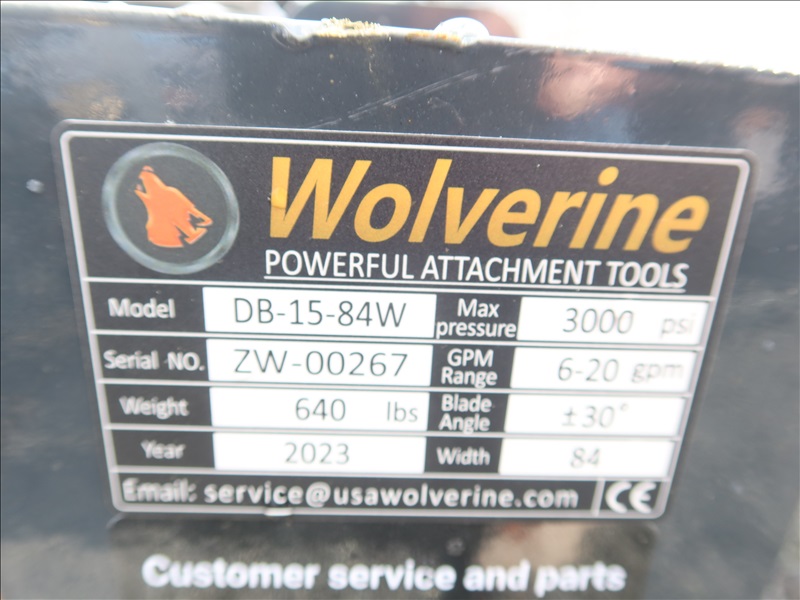 Wolverine
POWERFUL ATTACHMENT TOOLS
Model DB-15-84W Max pressure 3000 psi
Serial NO. ZW-00267 GPM Range 6-20 gpm
Weight 640 lbs Blade Angle ±30°
Year 2023 Width 84
Email: service@usawolverine.com CE
Customer service and parts